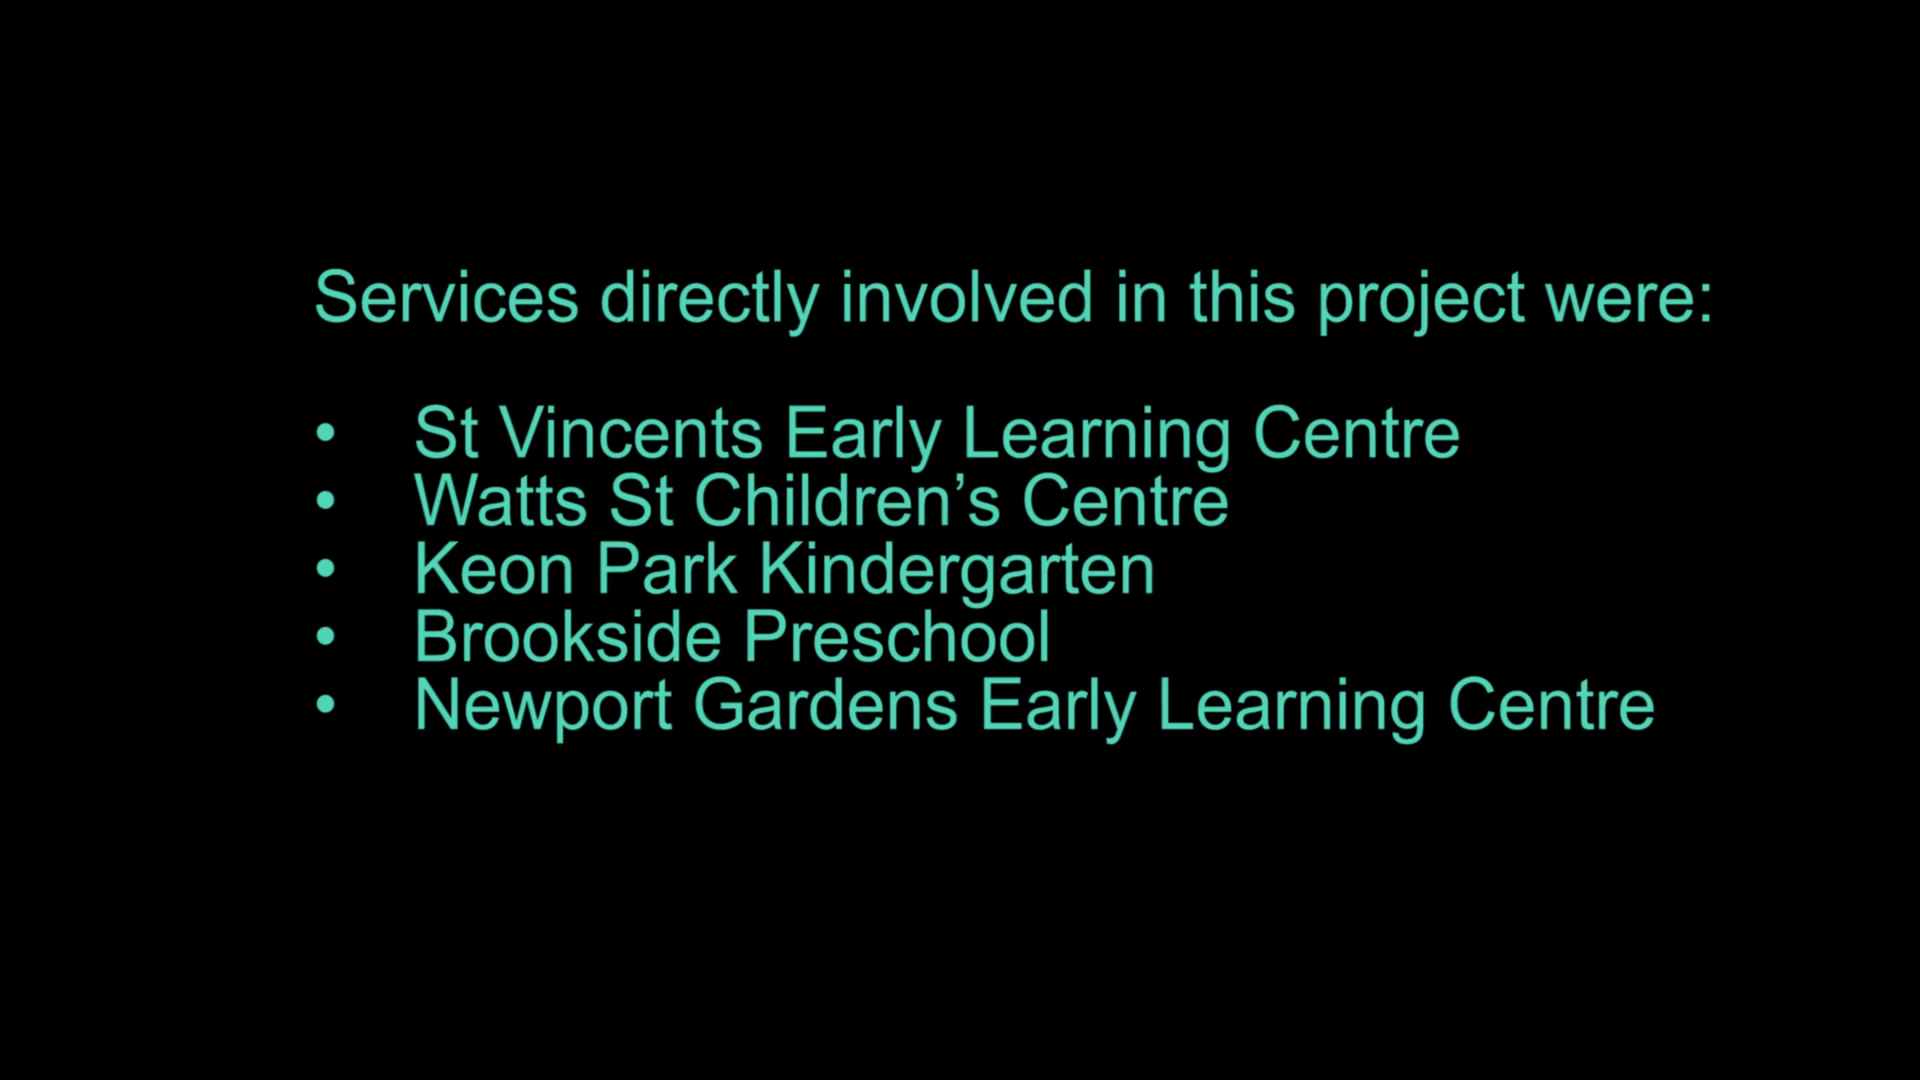 Services directly involved in this project were:
• St Vincents Early Learning Centre
• Watts St Children’s Centre
• Keon Park Kindergarten
• Brookside Preschool
• Newport Gardens Early Learning Centre